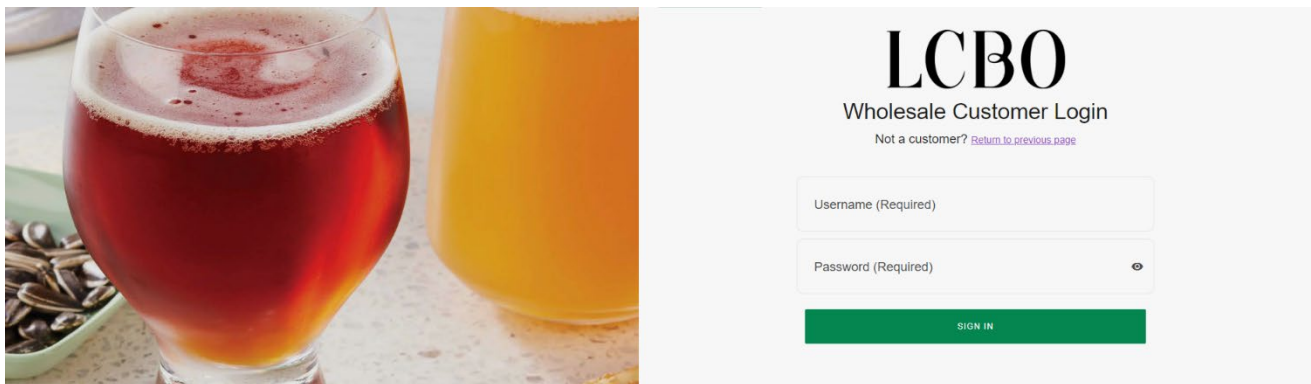 LCBO
Wholesale Customer Login
Not a customer? Return to previous page
Username (Required)
Password (Required)
SIGN IN